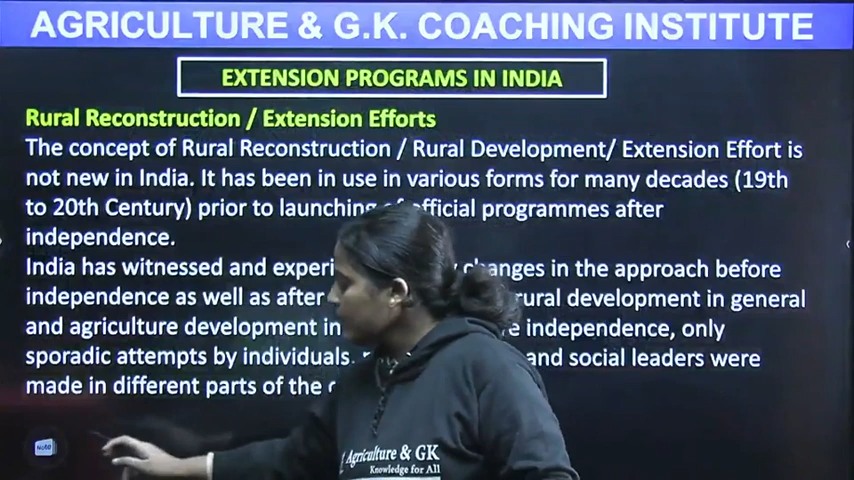 AGRICULTURE & G.K. COACHING INSTITUTE
EXTENSION PROGRAMS IN INDIA
Rural Reconstruction / Extension Efforts
The concept of Rural Reconstruction / Rural Development/ Extension Effort is
not new in India. It has been in use in various forms for many decades (19th
to 20th Century) prior to launching of official programmes after
independence.
India has witnessed and changes in the approach before
independence as well as after rural development in general
and agriculture development in independence, only
sporadic attempts by individuals. and social leaders were
made in different parts of the
Note
Agriculture & GK
Knowledge for All